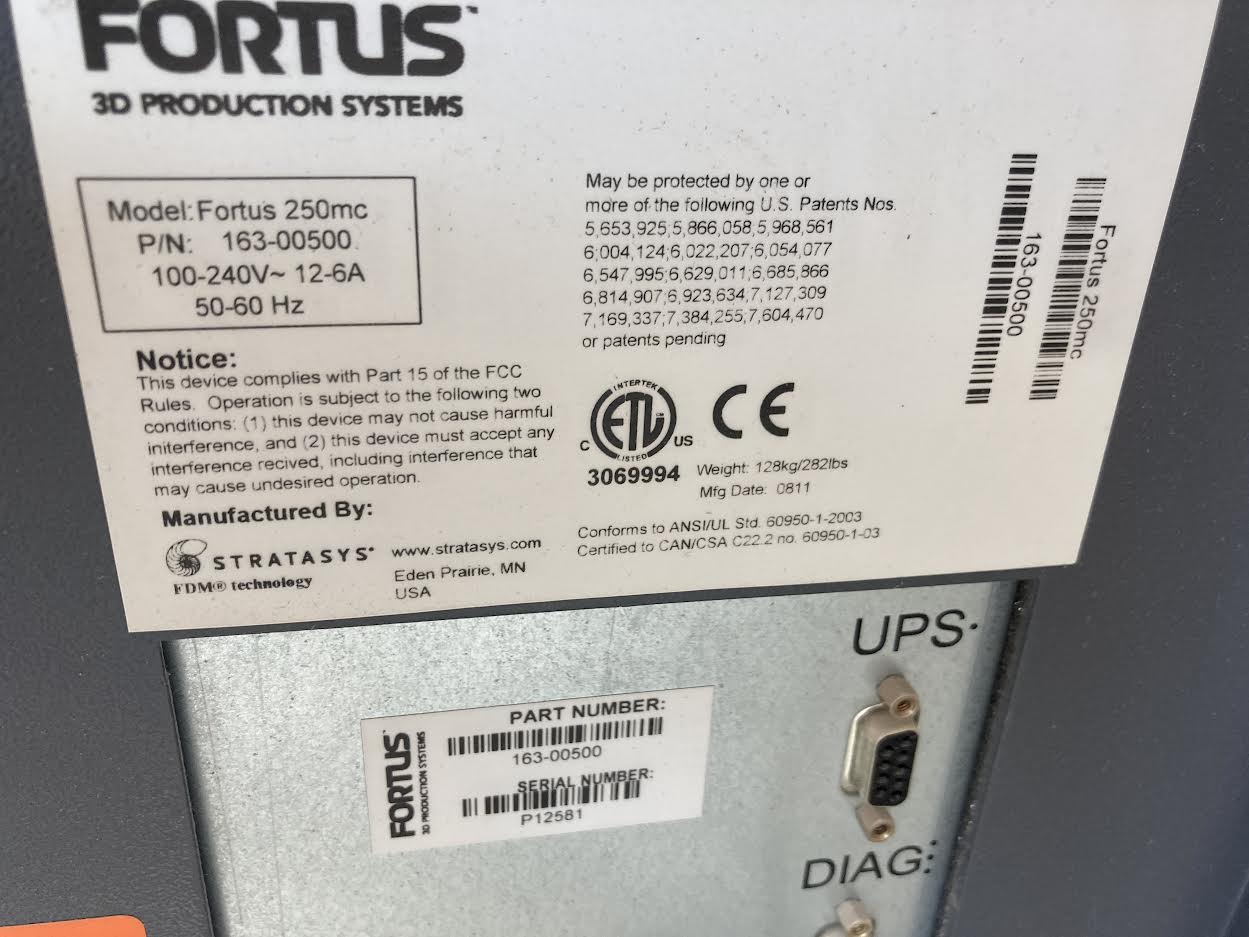 FORTUS™
3D PRODUCTION SYSTEMS
Model: Fortus 250mc
P/N: 163-00500
100-240V~ 12-6A
50-60 Hz
May be protected by one or
more of the following U.S. Patents Nos.
5,653,925;5,866,058;5,968,561
6;004,124;6,022,207;6,054,077
6,547,995;6,629,011;6,685,866
6,814,907;6,923,634;7,127,309
7,169,337;7,384,255;7,604,470
or patents pending
Notice:
This device complies with Part 15 of the FCC
Rules. Operation is subject to the following two
conditions: (1) this device may not cause harmful
initerference, and (2) this device must accept any
interference recived, including interference that
may cause undesired operation.
INTERTEK
ETL
LISTED
C US
3069994
CE
Weight: 128kg/282lbs
Mfg Date: 0811
Conforms to ANSI/UL Std. 60950-1-2003
Certified to CAN/CSA C22.2 no. 60950-1-03
Manufactured By:
STRATASYS
FDM® technology
www.stratasys.com
Eden Prairie, MN
USA
163-00500
Fortus 250mc
UPS
FORTUS
3D PRODUCTION SYSTEMS
PART NUMBER:
163-00500
SERIAL NUMBER:
P12581
DIAG: